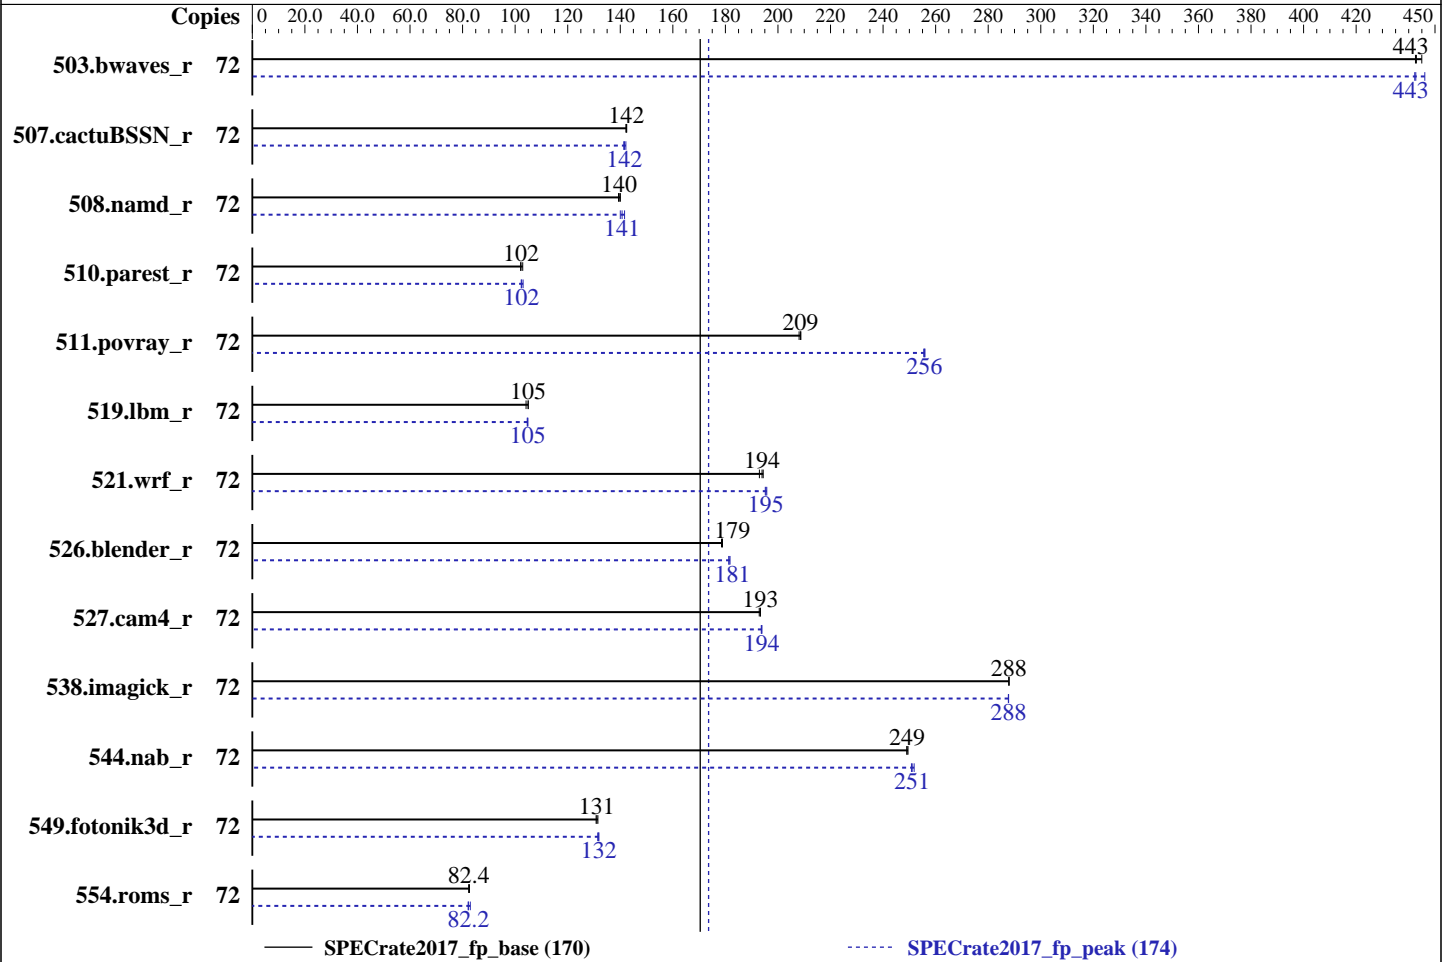 Copies 0 20.0 40.0 60.0 80.0 100 120 140 160 180 200 220 240 260 280 300 320 340 360 380 400 420 450
503.bwaves_r 72 443
443
507.cactuBSSN_r 72 142
142
508.namd_r 72 140
141
510.parest_r 72 102
102
511.povray_r 72 209
256
519.lbm_r 72 105
105
521.wrf_r 72 194
195
526.blender_r 72 179
181
527.cam4_r 72 193
194
538.imagick_r 72 288
288
544.nab_r 72 249
251
549.fotonik3d_r 72 131
132
554.roms_r 72 82.4
82.2
SPECrate2017_fp_base (170) SPECrate2017_fp_peak (174)